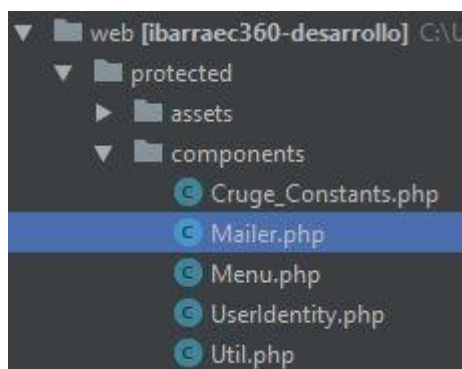 web [ibarraec360-desarrollo] C:\U
protected
assets
components
Cruge_Constants.php
Mailer.php
Menu.php
UserIdentity.php
Util.php